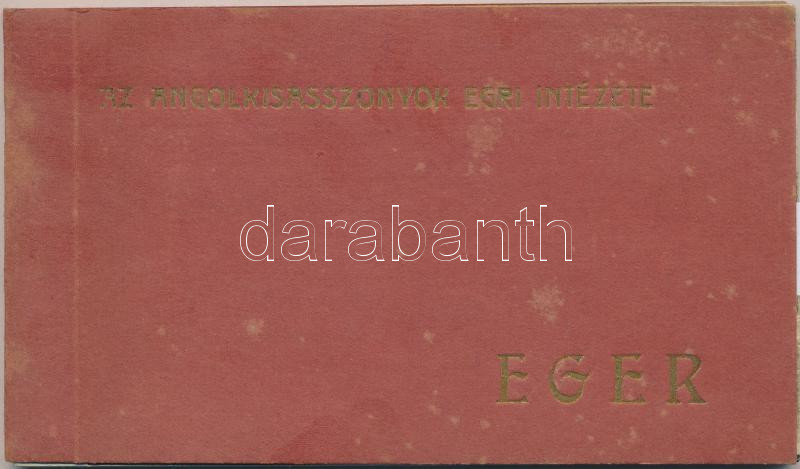 AZ ANGOLKISASSZONYOK EGRI INTÉZETE
darabanth
EGER